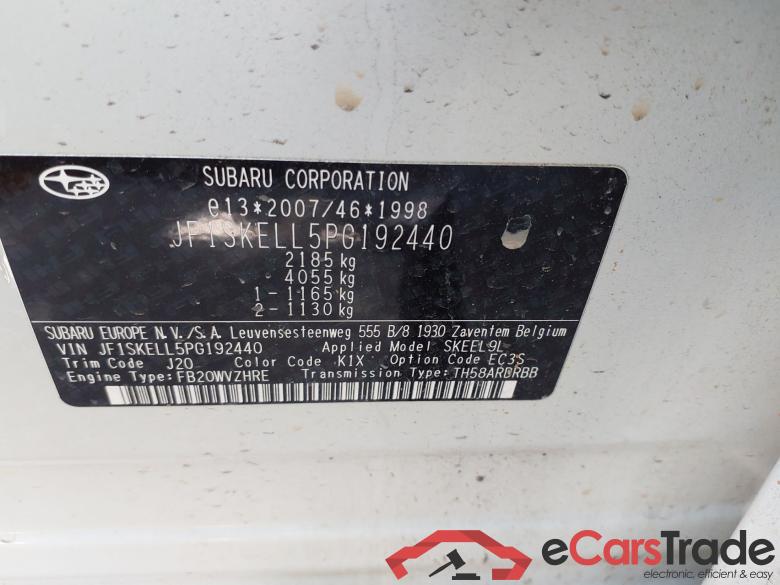 SUBARU CORPORATION
e13*2007/46*1998
JF1SKELL5PG192440
2185 kg
4055 kg
1 - 1165 kg
2 - 1130 kg
SUBARU EUROPE N.V./S.A. Leuvensesteenweg 555 B/8 1930 Zaventem Belgium
VIN JF1SKELL5PG192440 Applied Model SKEEL9L
Trim Code J20 Color Code K1X Option Code EC3S
Engine Type:FB20WVZHRE Transmission Type:TH58ARDRBB
eCarsTrade
electronic, efficient & easy